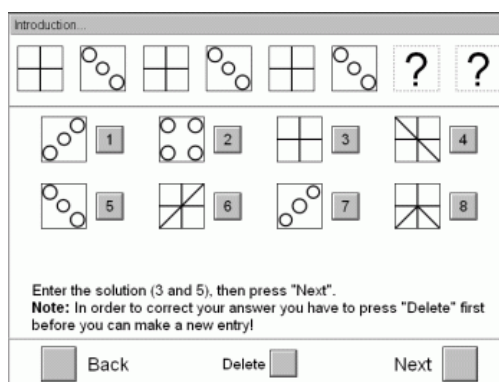 Introduction...
? ?
1 2 3 4
5 6 7 8
Enter the solution (3 and 5), then press "Next".
Note: In order to correct your answer you have to press "Delete" first
before you can make a new entry!
Back Delete Next